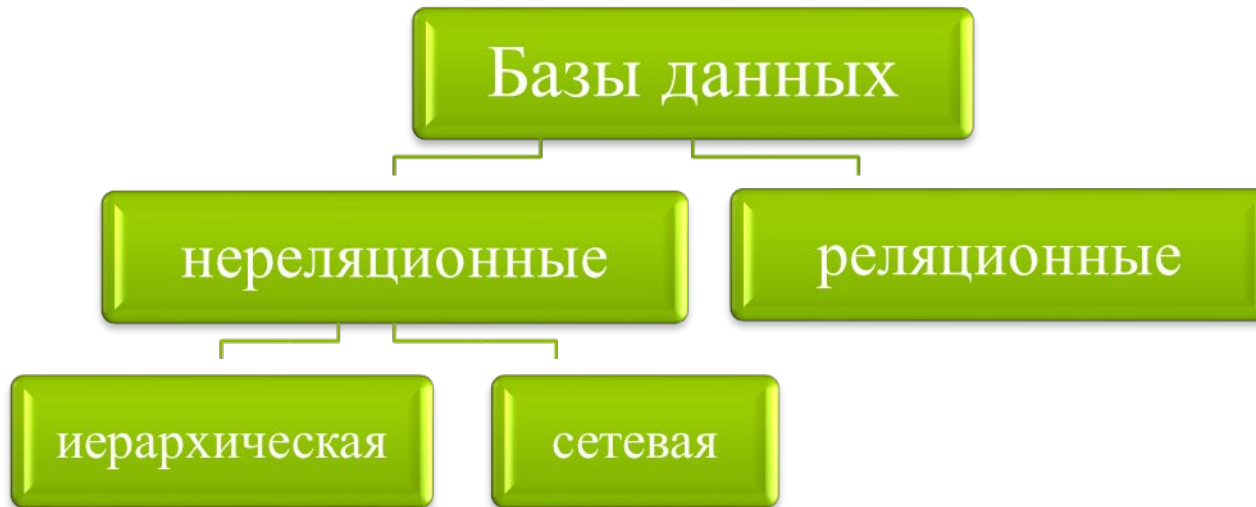 Базы данных
нереляционные
реляционные
иерархическая
сетевая